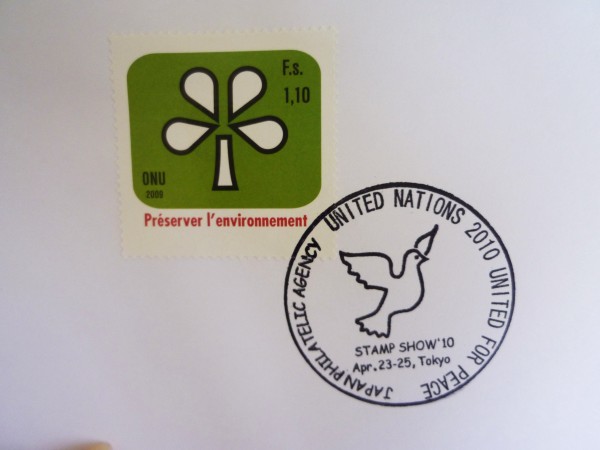 F.s.
1,10
ONU
2009
Préserver l'environnement
UNITED NATIONS 2010 UNITED FOR PEACE
JAPAN PHILATELIC AGENCY
STAMP SHOW'10
Apr.23-25, Tokyo